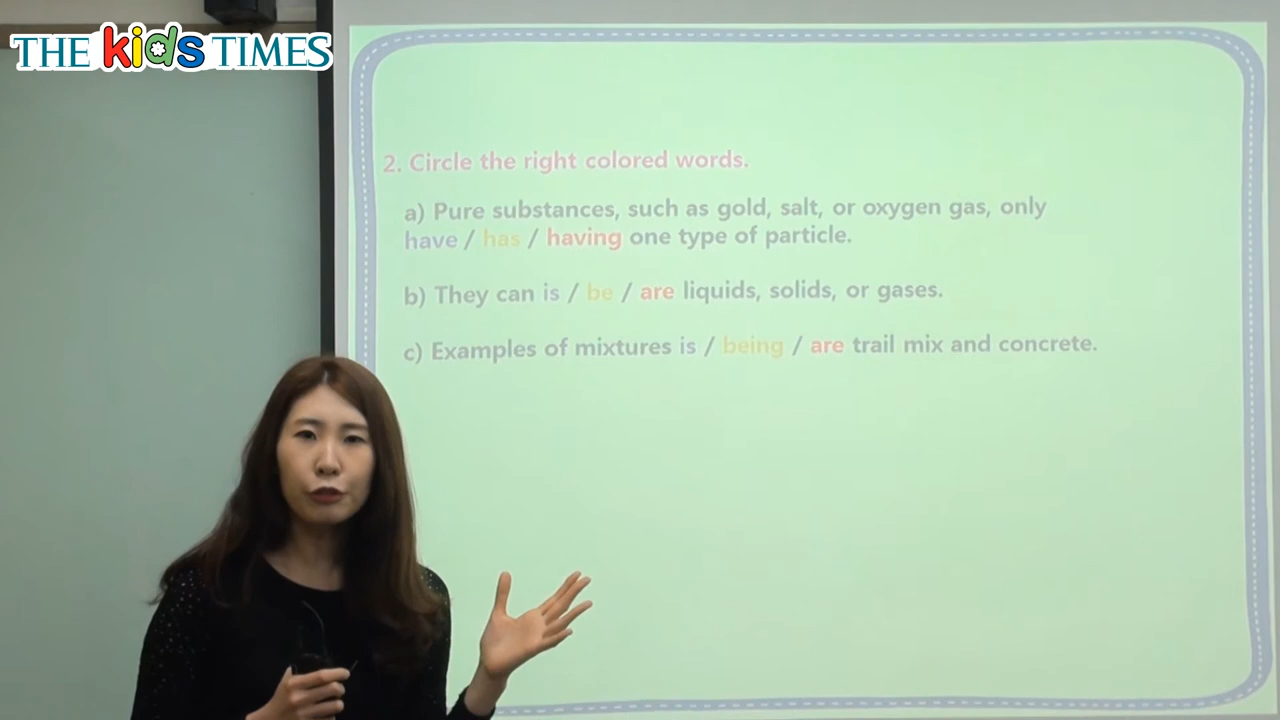 THE kids TIMES
2. Circle the right colored words.
a) Pure substances, such as gold, salt, or oxygen gas, only
have / has / having one type of particle.
b) They can is / be / are liquids, solids, or gases.
c) Examples of mixtures is / being / are trail mix and concrete.